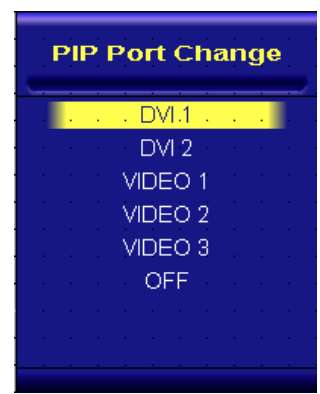 PIP Port Change
DVI 1
DVI 2
VIDEO 1
VIDEO 2
VIDEO 3
OFF